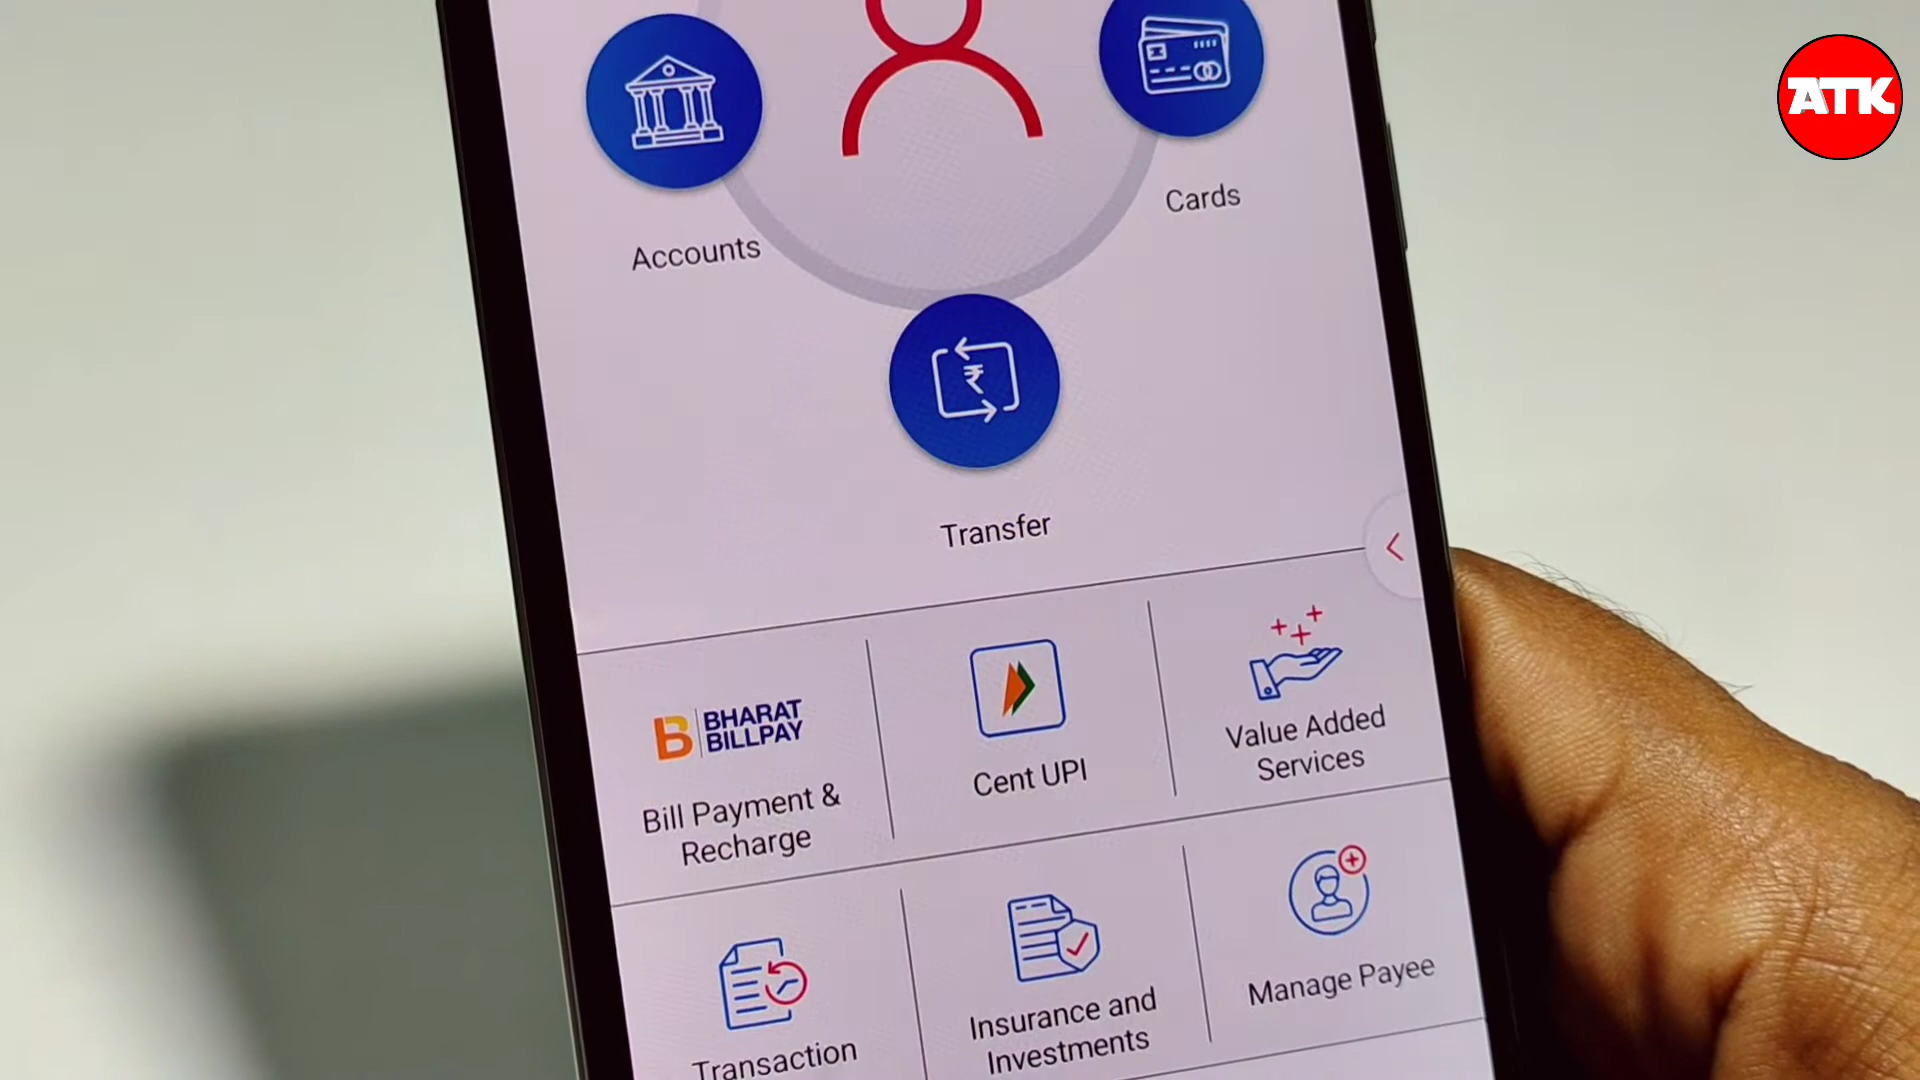 ATK
Cards
Accounts
Transfer
BHARAT
BILLPAY
Bill Payment &
Recharge
Cent UPI
Value Added
Services
Transaction
Insurance and
Investments
Manage Payee